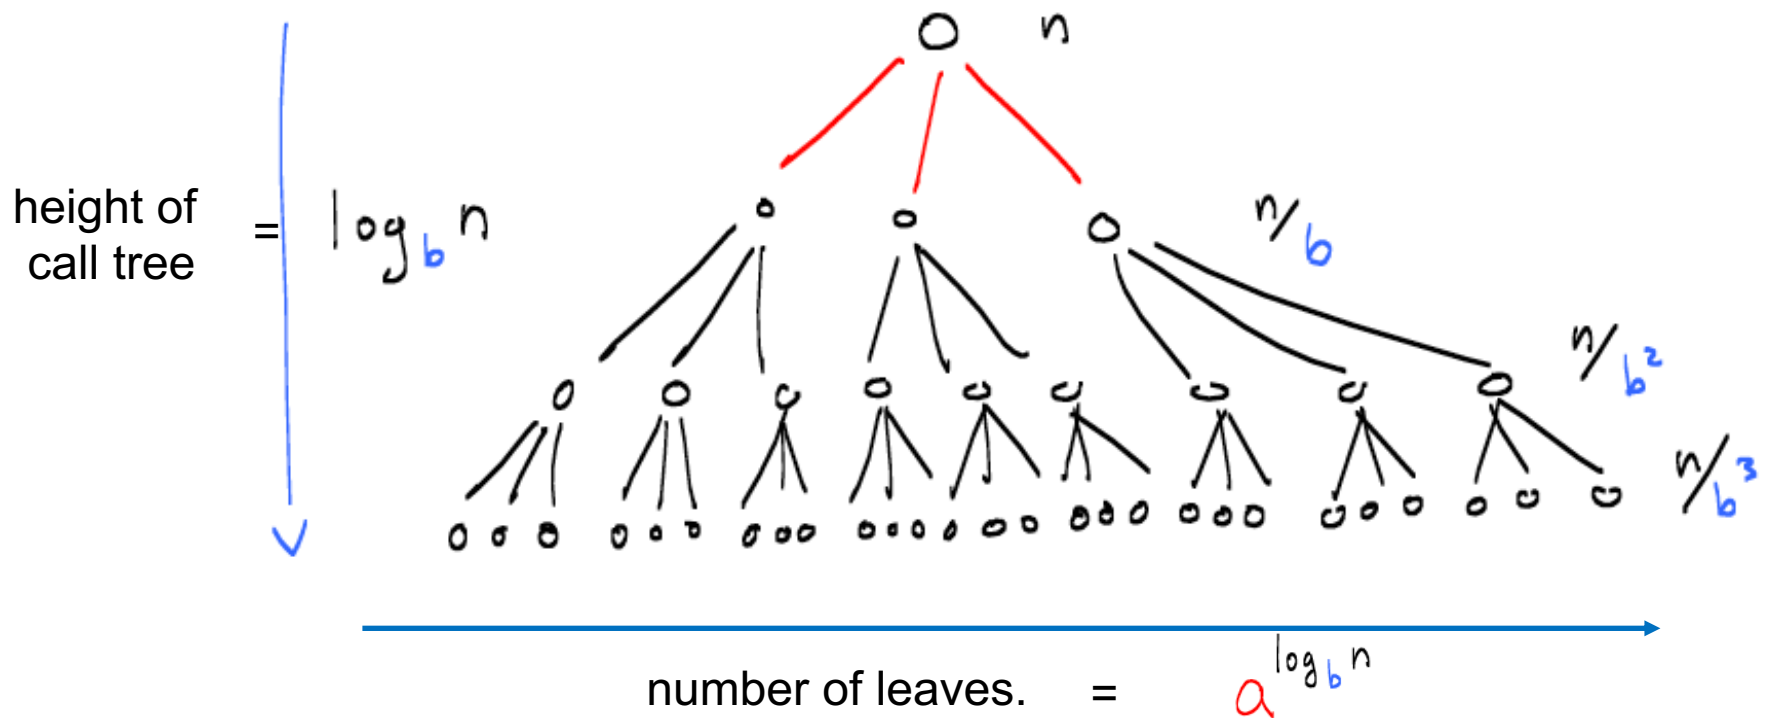 n
height of
call tree
= log_b n
n/b
n/b²
n/b³
number of leaves. = a^{log_b n}